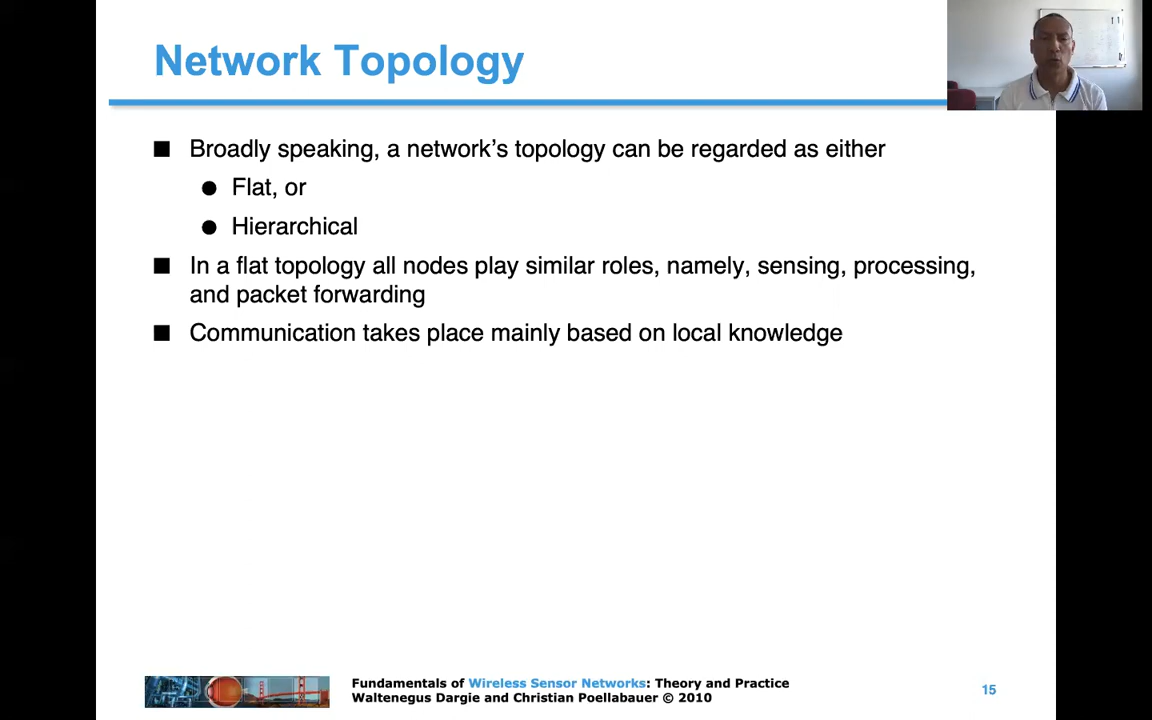 Network Topology
Broadly speaking, a network's topology can be regarded as either
Flat, or
Hierarchical
In a flat topology all nodes play similar roles, namely, sensing, processing,
and packet forwarding
Communication takes place mainly based on local knowledge
Fundamentals of Wireless Sensor Networks: Theory and Practice
Waltenegus Dargie and Christian Poellabauer © 2010
15